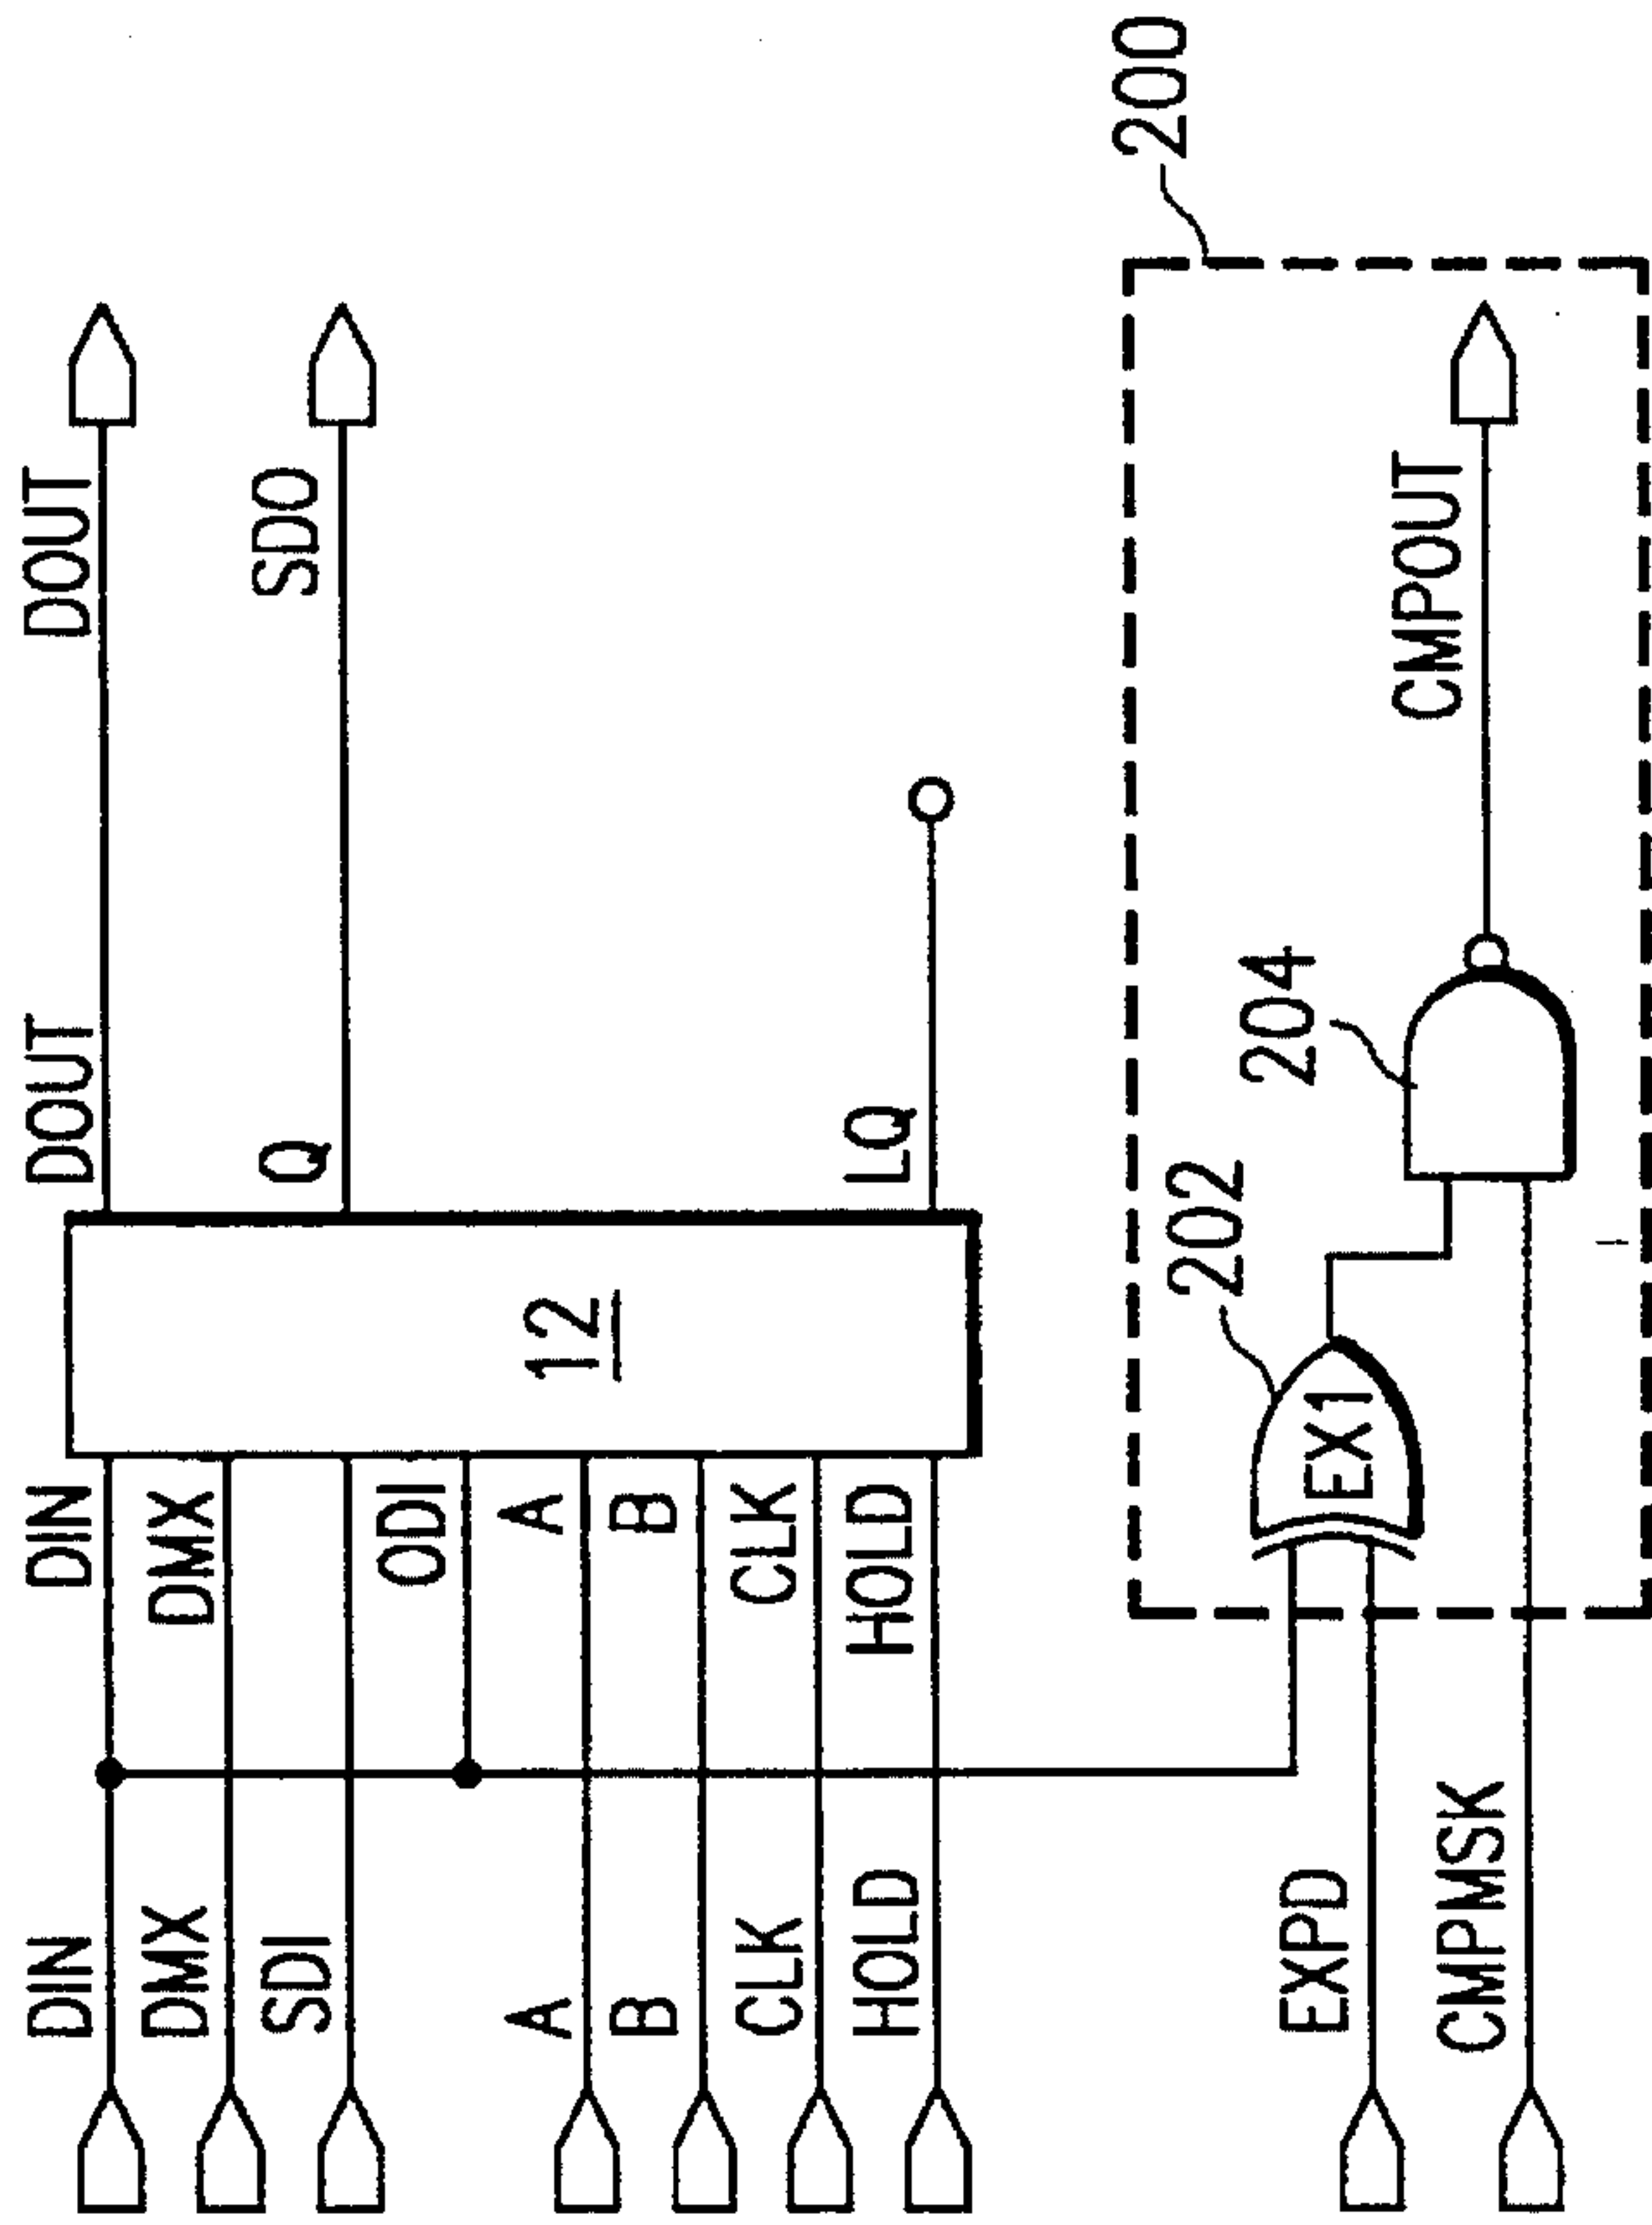 DIN
DIN
DOUT
DOUT
DMX
DMX
SDI
Q
SDO
ODI
12
A
A
B
B
CLK
CLK
HOLD
HOLD
LQ
200
202
204
EXPD
EX1
CMPMSK
CMPOUT